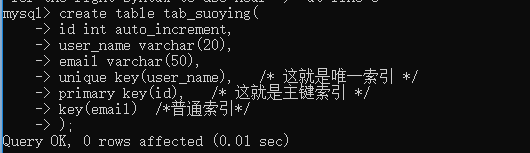 mysql> create table tab_suoying(
    -> id int auto_increment,
    -> user_name varchar(20),
    -> email varchar(50),
    -> unique key(user_name),   /* 这就是唯一索引 */
    -> primary key(id),   /* 这就是主键索引 */
    -> key(email)  /*普通索引*/
    -> );
Query OK, 0 rows affected (0.01 sec)